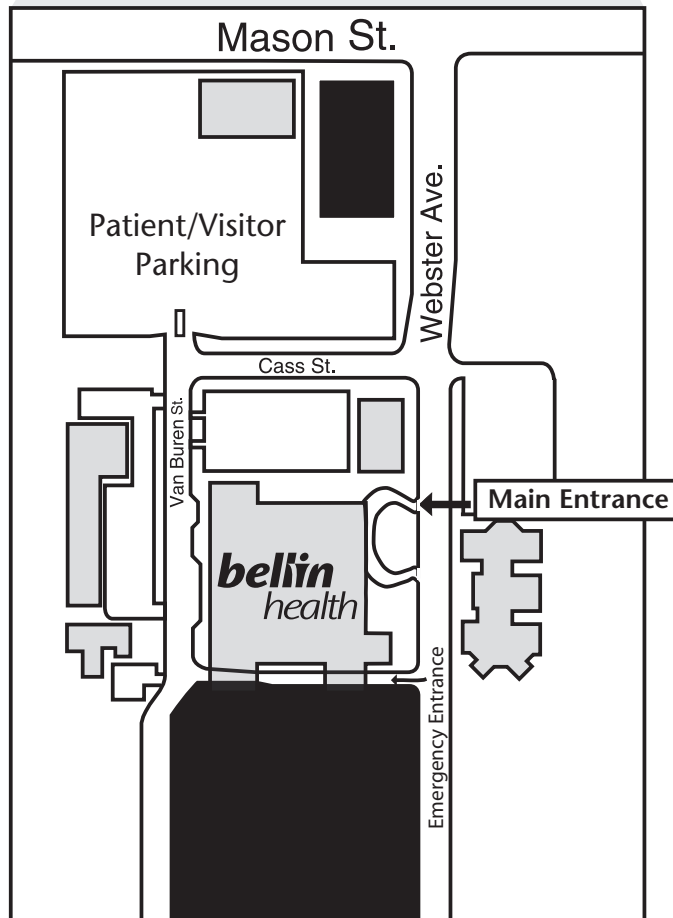 Mason St.
Webster Ave.
Patient/Visitor
Parking
Cass St.
Van Buren St.
Main Entrance
bellin
health
Emergency Entrance